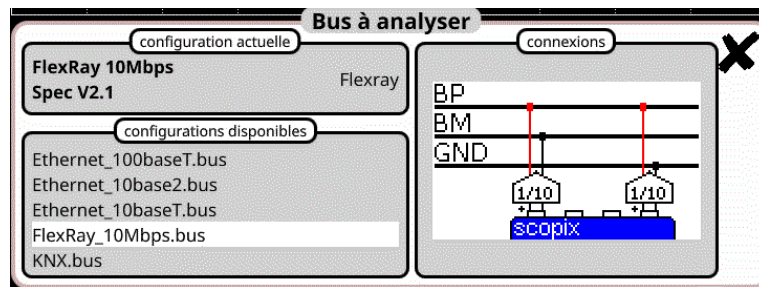 Bus à analyser
configuration actuelle
FlexRay 10Mbps
Spec V2.1
Flexray
configurations disponibles
Ethernet_100baseT.bus
Ethernet_10base2.bus
Ethernet_10baseT.bus
FlexRay_10Mbps.bus
KNX.bus
connexions
BP
BM
GND
1/10 1/10
+ +
scopix